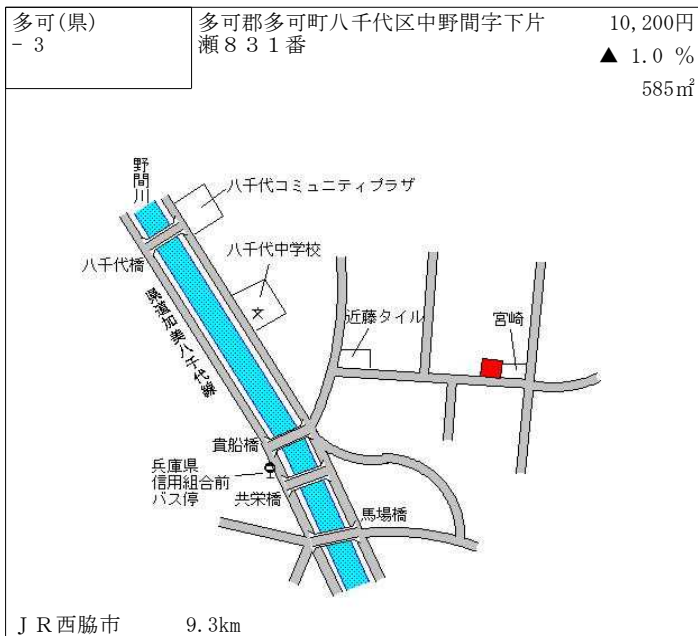 多可(県)
- 3
多可郡多可町八千代区中野間字下片
瀬８３１番
10,200円
▲ 1.0 %
585㎡
野間川
八千代コミュニティプラザ
八千代橋
八千代中学校
文
県道加美八千代線
近藤タイル
宮崎
貴船橋
兵庫県
信用組合前
バス停
共栄橋
馬場橋
ＪＲ西脇市 9.3km